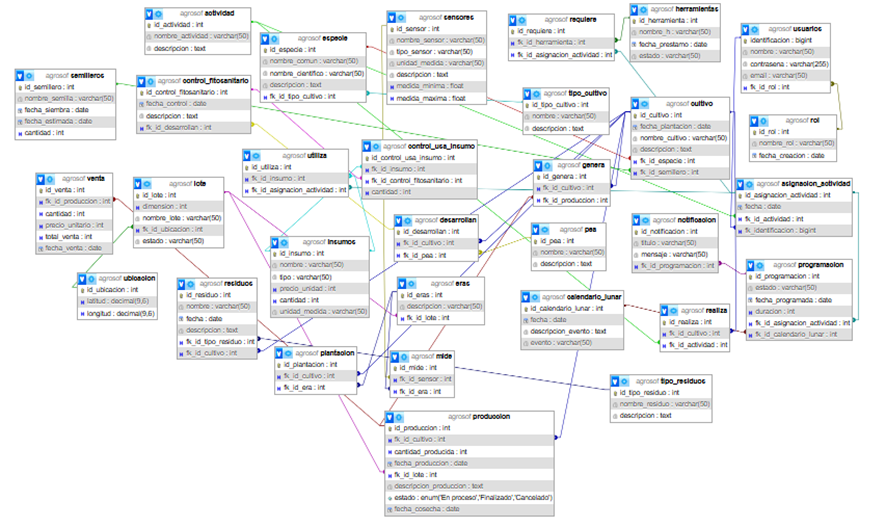 agrosof actividad
id_actividad : int
nombre_actividad : varchar(50)
descripcion : text
agrosof especie
id_especie : int
nombre_comun : varchar(50)
nombre_cientifico : varchar(50)
descripcion : text
fk_id_tipo_cultivo : int
agrosof sensores
id_sensor : int
nombre_sensor : varchar(50)
tipo_sensor : varchar(50)
unidad_medida : varchar(50)
descripcion : text
medida_minima : float
medida_maxima : float
agrosof requiere
id_requiere : int
fk_id_herramienta : int
fk_id_asignacion_actividad : int
agrosof herramientas
id_herramienta : int
nombre_h : varchar(50)
fecha_prestamo : date
estado : varchar(50)
agrosof usuarios
identificacion : bigint
nombre : varchar(50)
contrasena : varchar(255)
email : varchar(50)
fk_id_rol : int
agrosof semilleros
id_semillero : int
nombre_semilla : varchar(50)
fecha_siembra : date
fecha_estimada : date
cantidad : int
agrosof control_fitosanitario
id_control_fitosanitario : int
fecha_control : date
descripcion : text
fk_id_desarrollan : int
agrosof tipo_cultivo
id_tipo_cultivo : int
nombre : varchar(50)
descripcion : text
agrosof cultivo
id_cultivo : int
fecha_plantacion : date
nombre_cultivo : varchar(50)
descripcion : text
fk_id_especie : int
fk_id_semillero : int
agrosof rol
id_rol : int
nombre_rol : varchar(50)
fecha_creacion : date
agrosof utiliza
id_utiliza : int
fk_id_insumo : int
fk_id_asignacion_actividad : int
agrosof control_usa_insumo
id_control_usa_insumo : int
fk_id_insumo : int
fk_id_control_fitosanitario : int
cantidad : int
agrosof genera
id_genera : int
fk_id_cultivo : int
fk_id_produccion : int
agrosof asignacion_actividad
id_asignacion_actividad : int
fecha : date
fk_id_actividad : int
fk_identificacion : bigint
agrosof venta
id_venta : int
fk_id_produccion : int
cantidad : int
precio_unitario : int
total_venta : int
fecha_venta : date
agrosof lote
id_lote : int
dimension : int
nombre_lote : varchar(50)
fk_id_ubicacion : int
estado : varchar(50)
agrosof insumos
id_insumo : int
nombre : varchar(50)
tipo : varchar(50)
precio_unidad : int
cantidad : int
unidad_medida : varchar(50)
agrosof desarrollan
id_desarrollan : int
fk_id_cultivo : int
fk_id_pea : int
agrosof pea
id_pea : int
nombre : varchar(50)
descripcion : text
agrosof notificacion
id_notificacion : int
titulo : varchar(50)
mensaje : varchar(50)
fk_id_programacion : int
agrosof programacion
id_programacion : int
estado : varchar(50)
fecha_programada : date
duracion : int
fk_id_asignacion_actividad : int
fk_id_calendario_lunar : int
agrosof ubicacion
id_ubicacion : int
latitud : decimal(9,6)
longitud : decimal(9,6)
agrosof residuos
id_residuo : int
nombre : varchar(50)
fecha : date
descripcion : text
fk_id_tipo_residuo : int
fk_id_cultivo : int
agrosof eras
id_eras : int
descripcion : varchar(50)
fk_id_lote : int
agrosof calendario_lunar
id_calendario_lunar : int
fecha : date
descripcion_evento : text
evento : varchar(50)
agrosof realiza
id_realiza : int
fk_id_cultivo : int
fk_id_actividad : int
agrosof plantacion
id_plantacion : int
fk_id_cultivo : int
fk_id_era : int
agrosof mide
id_mide : int
fk_id_sensor : int
fk_id_era : int
agrosof tipo_residuos
id_tipo_residuo : int
nombre_residuo : varchar(50)
descripcion : text
agrosof produccion
id_produccion : int
fk_id_cultivo : int
cantidad_producida : int
fecha_produccion : date
fk_id_lote : int
descripcion_produccion : text
estado : enum('En proceso','Finalizado','Cancelado')
fecha_cosecha : date